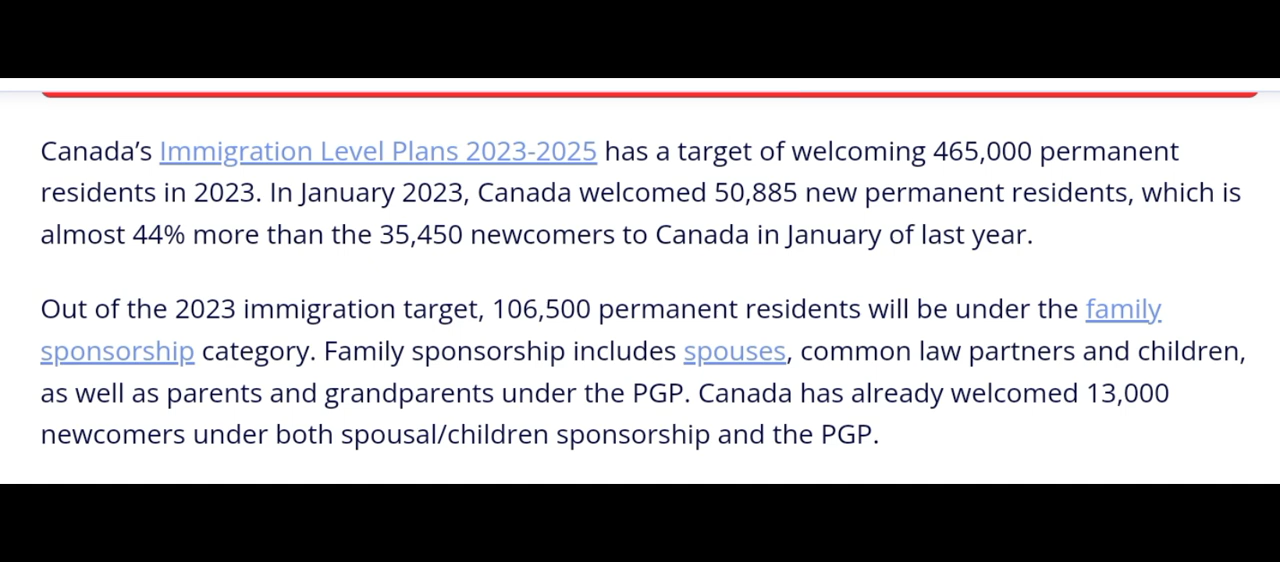 Canada’s Immigration Level Plans 2023-2025 has a target of welcoming 465,000 permanent
residents in 2023. In January 2023, Canada welcomed 50,885 new permanent residents, which is
almost 44% more than the 35,450 newcomers to Canada in January of last year.
Out of the 2023 immigration target, 106,500 permanent residents will be under the family
sponsorship category. Family sponsorship includes spouses, common law partners and children,
as well as parents and grandparents under the PGP. Canada has already welcomed 13,000
newcomers under both spousal/children sponsorship and the PGP.